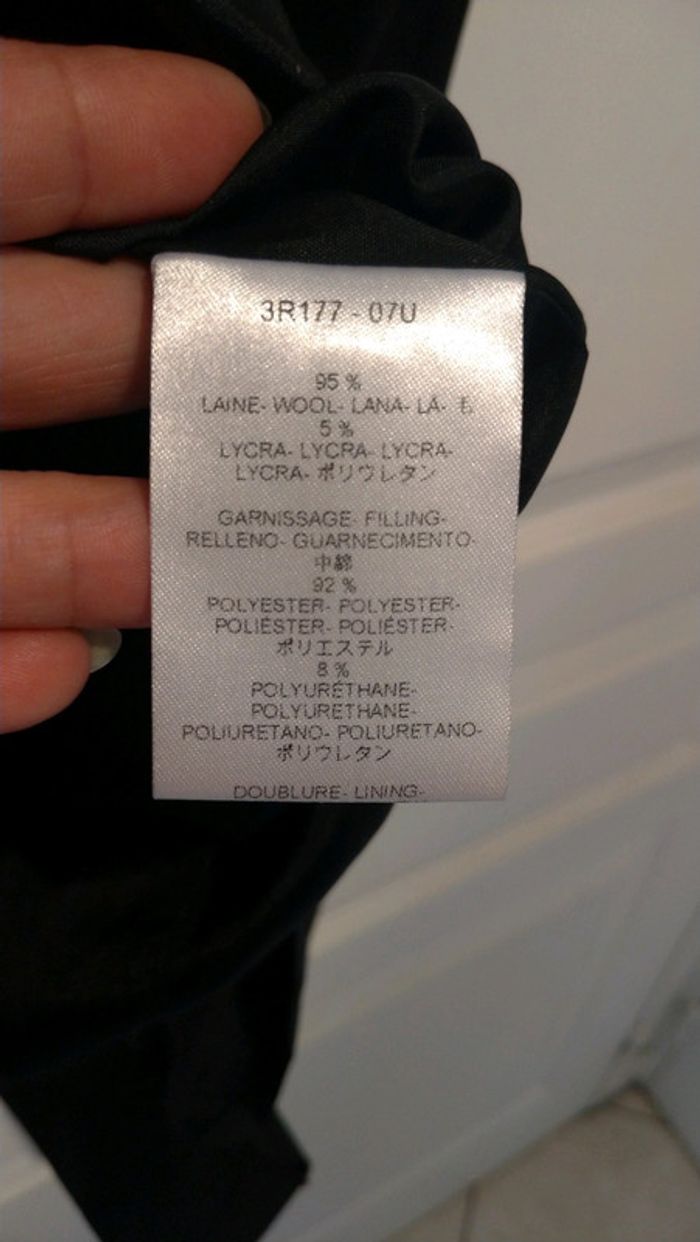 3R177 - 07U
95 %
LAINE- WOOL- LANA- LÃ- モ
5 %
LYCRA- LYCRA- LYCRA-
LYCRA- ポリウレタン
GARNISSAGE- FILLING-
RELLENO- GUARNECIMENTO-
中綿
92 %
POLYESTER- POLYESTER-
POLIÉSTER- POLIÉSTER-
ポリエステル
8 %
POLYURÉTHANE-
POLYURETHANE-
POLIURETANO- POLIURETANO-
ポリウレタン
DOUBLURE- LINING-